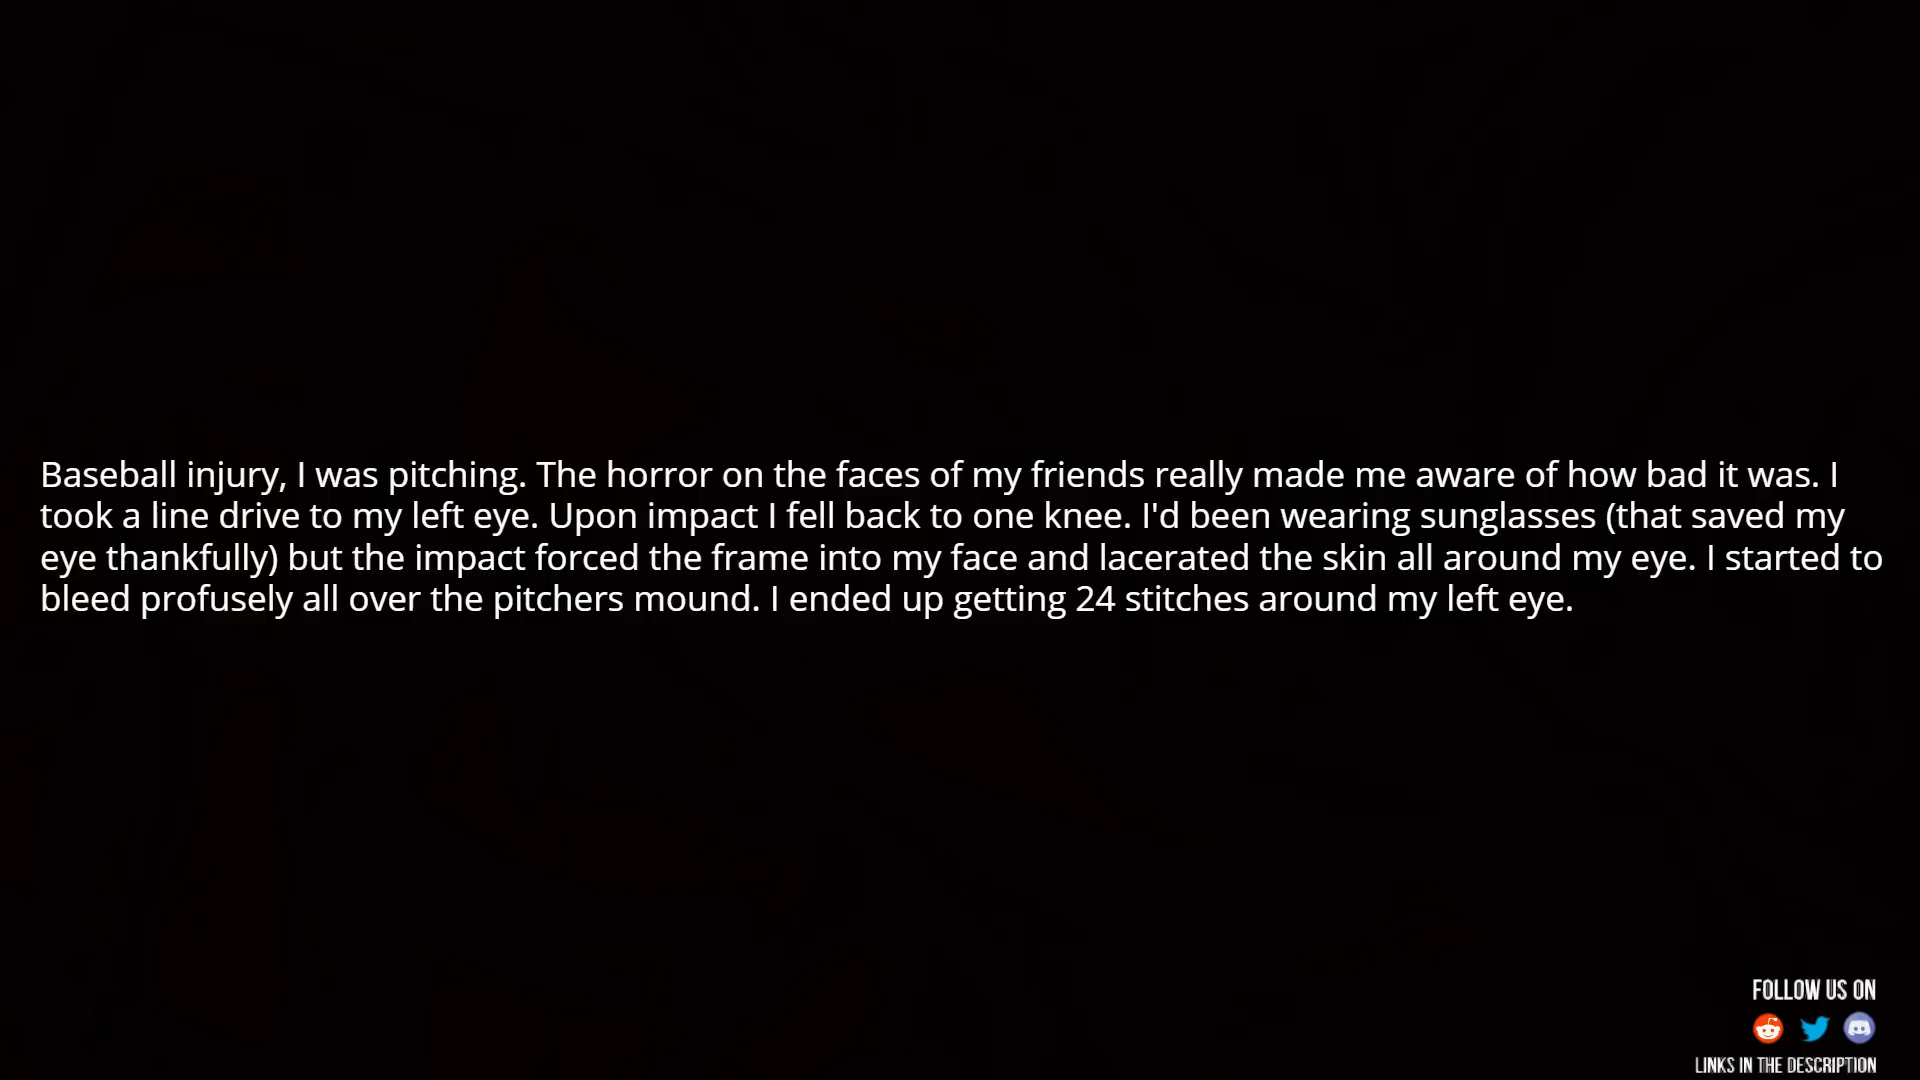 Baseball injury, I was pitching. The horror on the faces of my friends really made me aware of how bad it was. I
took a line drive to my left eye. Upon impact I fell back to one knee. I'd been wearing sunglasses (that saved my
eye thankfully) but the impact forced the frame into my face and lacerated the skin all around my eye. I started to
bleed profusely all over the pitchers mound. I ended up getting 24 stitches around my left eye.
FOLLOW US ON
LINKS IN THE DESCRIPTION